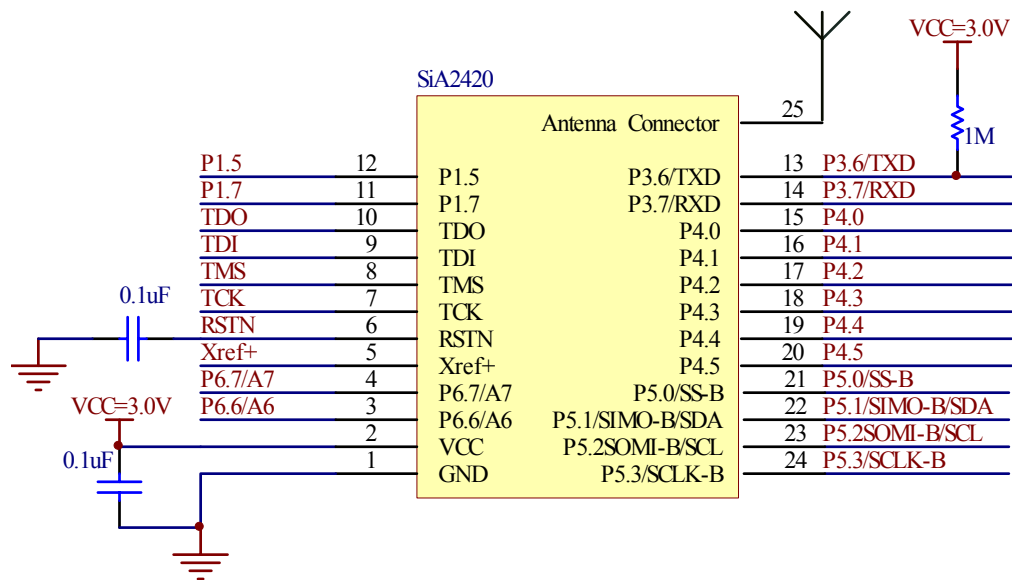 VCC=3.0V
SiA2420
Antenna Connector 25
1M
P1.5 12 P1.5 P3.6/TXD 13 P3.6/TXD
P1.7 11 P1.7 P3.7/RXD 14 P3.7/RXD
TDO 10 TDO P4.0 15 P4.0
TDI 9 TDI P4.1 16 P4.1
TMS 8 TMS P4.2 17 P4.2
0.1uF
TCK 7 TCK P4.3 18 P4.3
RSTN 6 RSTN P4.4 19 P4.4
Xref+ 5 Xref+ P4.5 20 P4.5
P6.7/A7 4 P6.7/A7 P5.0/SS-B 21 P5.0/SS-B
VCC=3.0V
P6.6/A6 3 P6.6/A6 P5.1/SIMO-B/SDA 22 P5.1/SIMO-B/SDA
2 VCC P5.2SOMI-B/SCL 23 P5.2SOMI-B/SCL
0.1uF
1 GND P5.3/SCLK-B 24 P5.3/SCLK-B